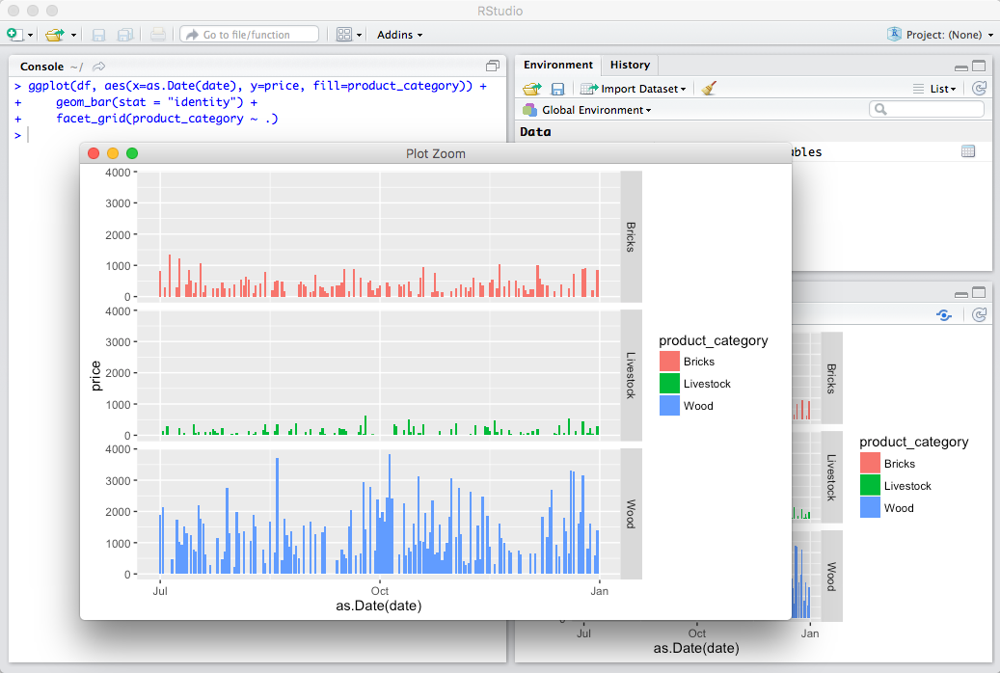 RStudio
Go to file/function
Addins
Project: (None)
Console ~/
> ggplot(df, aes(x=as.Date(date), y=price, fill=product_category)) +
+     geom_bar(stat = "identity") +
+     facet_grid(product_category ~ .)
>
Environment
History
Import Dataset
List
Global Environment
Data
ables
Plot Zoom
4000
3000
2000
1000
0
Bricks
4000
3000
2000
1000
0
Livestock
4000
3000
2000
1000
0
Wood
price
Jul
Oct
Jan
as.Date(date)
product_category
Bricks
Livestock
Wood
Bricks
Livestock
Wood
Jul
Oct
Jan
as.Date(date)
product_category
Bricks
Livestock
Wood